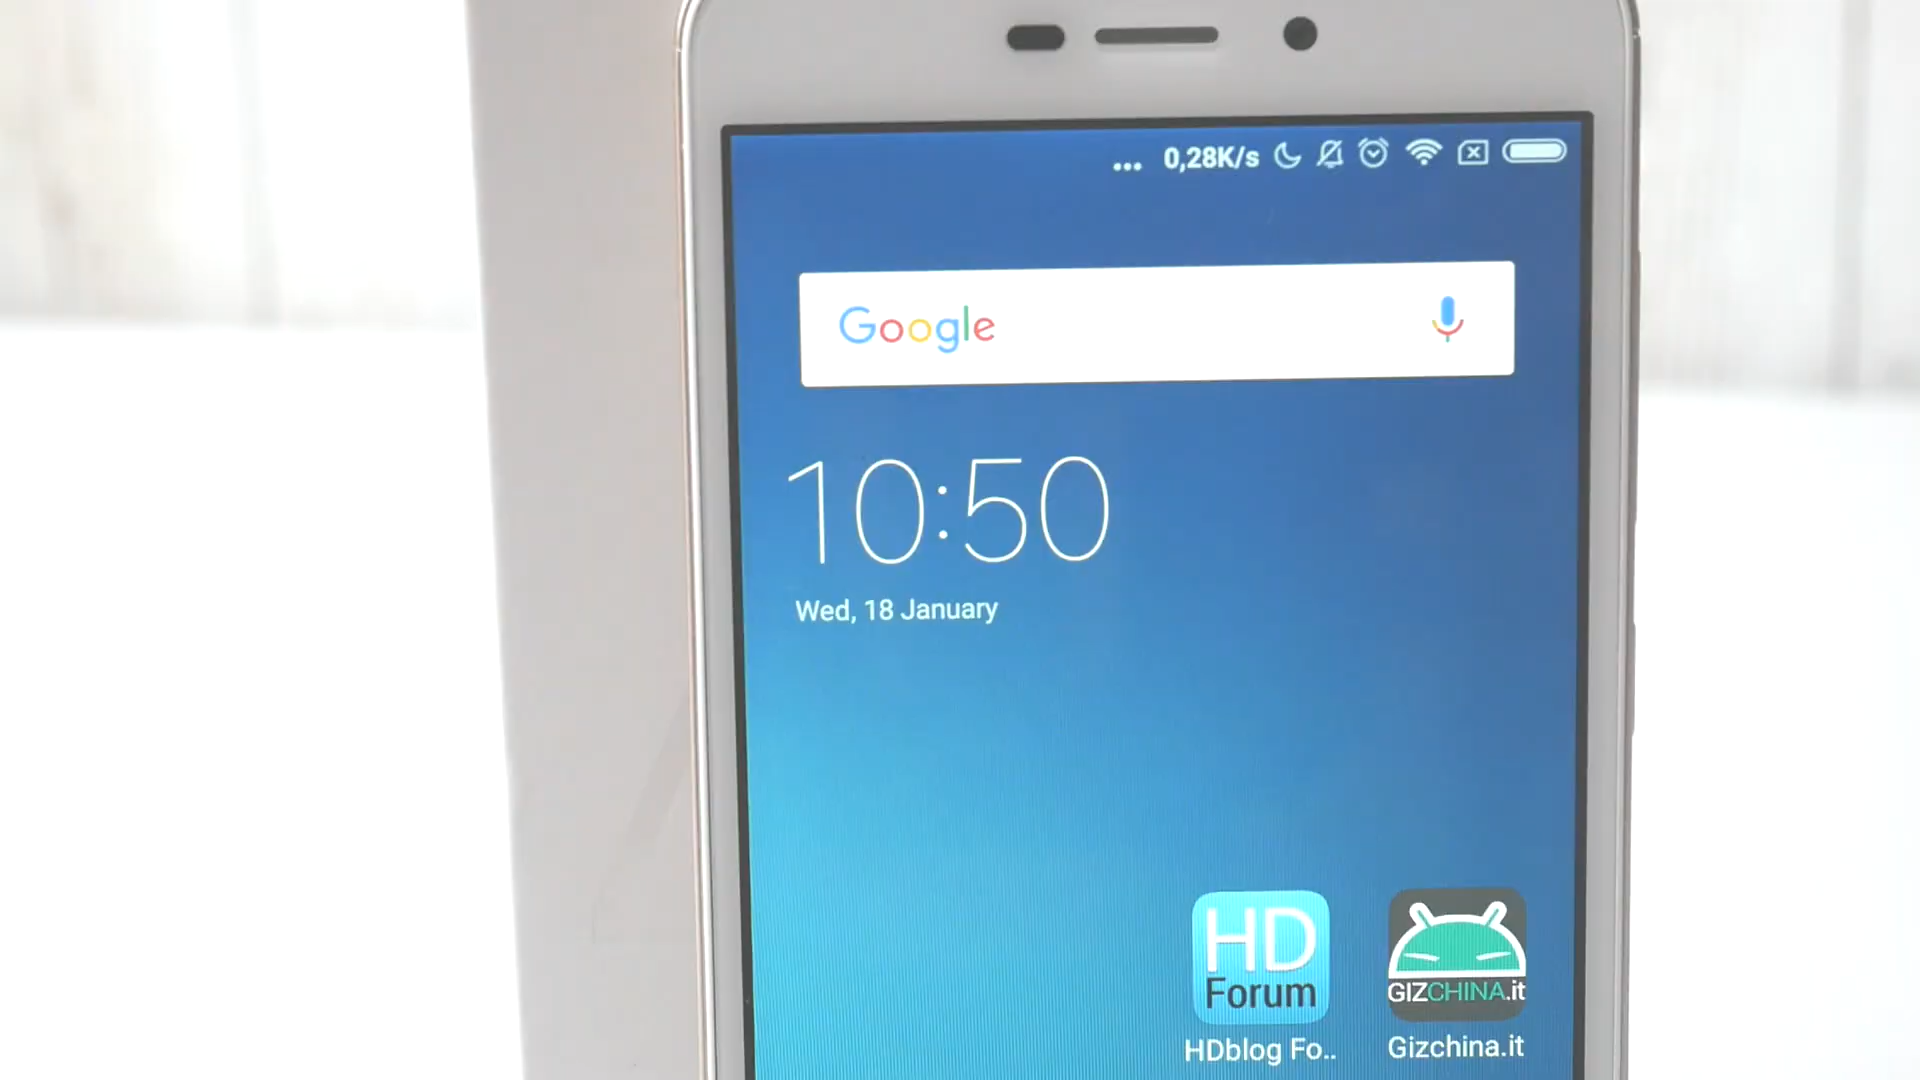 ... 0,28K/s
Google
10:50
Wed, 18 January
HD
Forum
GIZCHINA.it
HDblog Fo..
Gizchina.it